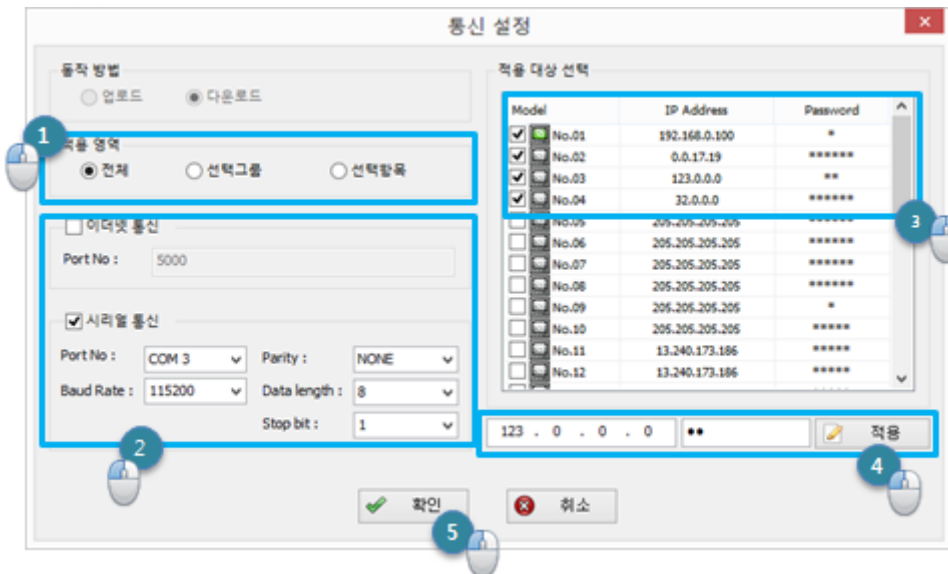 통신 설정
동작 방법
업로드
다운로드
1
적용 영역
전체
선택그룹
선택항목
이더넷 통신
Port No :
5000
시리얼 통신
Port No :
COM 3
Parity :
NONE
Baud Rate :
115200
Data length :
8
Stop bit :
1
2
적용 대상 선택
Model IP Address Password
No.01 192.168.0.100 *
No.02 0.0.17.19 ******
No.03 123.0.0.0 **
No.04 32.0.0.0 ******
3
No.05 205.205.205.205 ******
No.06 205.205.205.205 ******
No.07 205.205.205.205 ******
No.08 205.205.205.205 ******
No.09 205.205.205.205 *
No.10 205.205.205.205 *****
No.11 13.240.173.186 *****
No.12 13.240.173.186 *****
123 . 0 . 0 . 0 ●● 적용
4
확인
취소
5